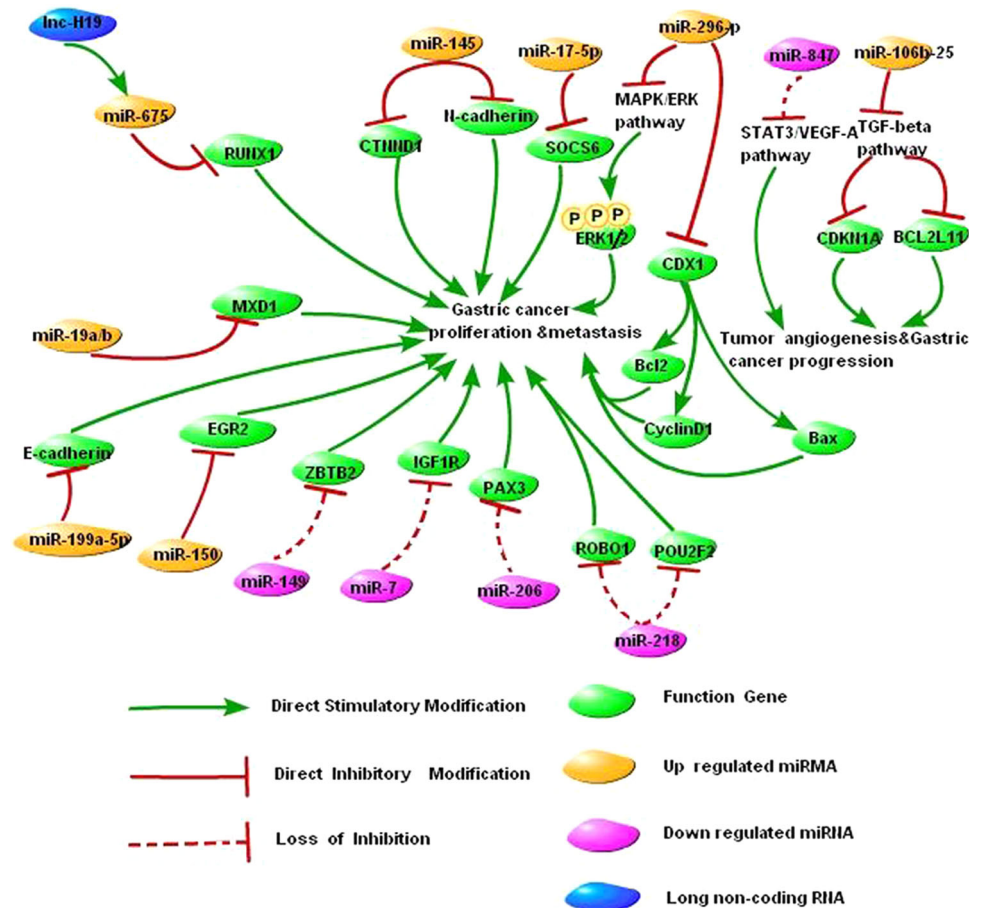 lnc-H19
miR-675
RUNX1
miR-145
CTNND1
N-cadherin
miR-17-5p
SOCS6
miR-296-p
MAPK/ERK
pathway
P P P
ERK1/2
CDX1
miR-847
STAT3/VEGF-A
pathway
miR-106b-25
TGF-beta
pathway
CDKN1A
BCL2L11
MXD1
miR-19a/b
Gastric cancer
proliferation &metastasis
Tumor angiogenesis&Gastric
cancer progression
Bcl2
CyclinD1
Bax
E-cadherin
EGR2
ZBTB2
IGF1R
PAX3
ROBO1
POU2F2
miR-199a-5p
miR-150
miR-149
miR-7
miR-206
miR-218
Direct Stimulatory Modification
Function Gene
Direct Inhibitory Modification
Up regulated miRMA
Loss of Inhibition
Down regulated miRNA
Long non-coding RNA